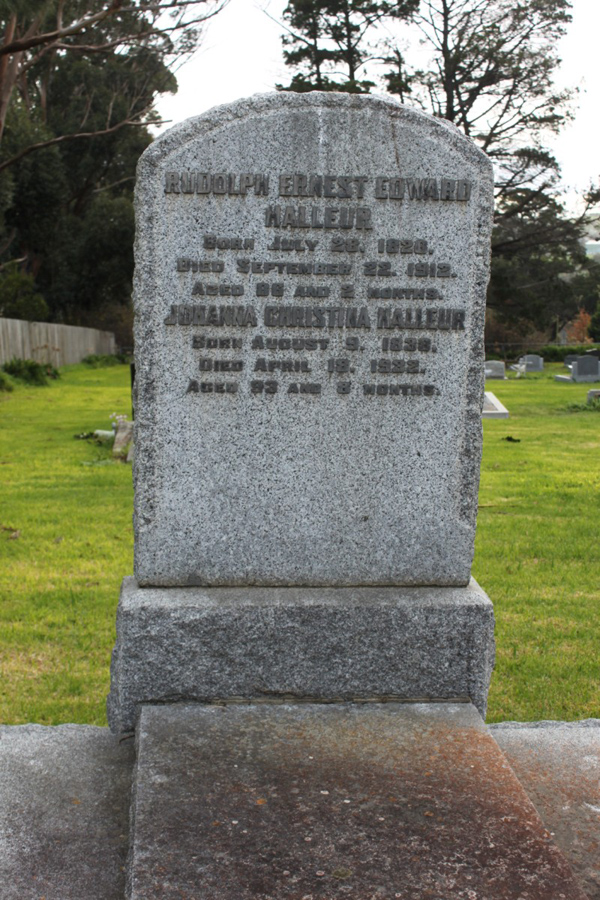 RUDOLPH ERNEST EDWARD
HALLEUR
BORN JULY 20, 1826.
DIED SEPTEMBER 22, 1912.
AGED 86 AND 2 MONTHS.
JOHANNA CHRISTINA HALLEUR
BORN AUGUST 9, 1838.
DIED APRIL 18, 1932.
AGED 93 AND 8 MONTHS.